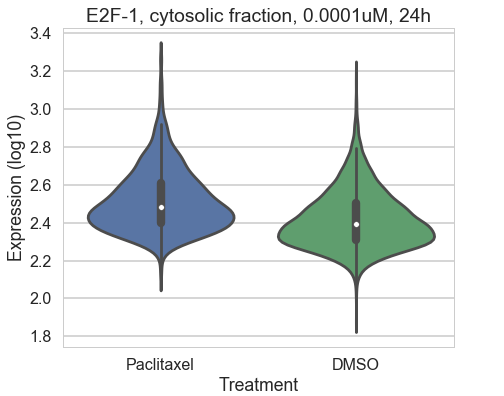 E2F-1, cytosolic fraction, 0.0001uM, 24h
3.4
3.2
3.0
2.8
2.6
2.4
2.2
2.0
1.8
Expression (log10)
Paclitaxel
DMSO
Treatment